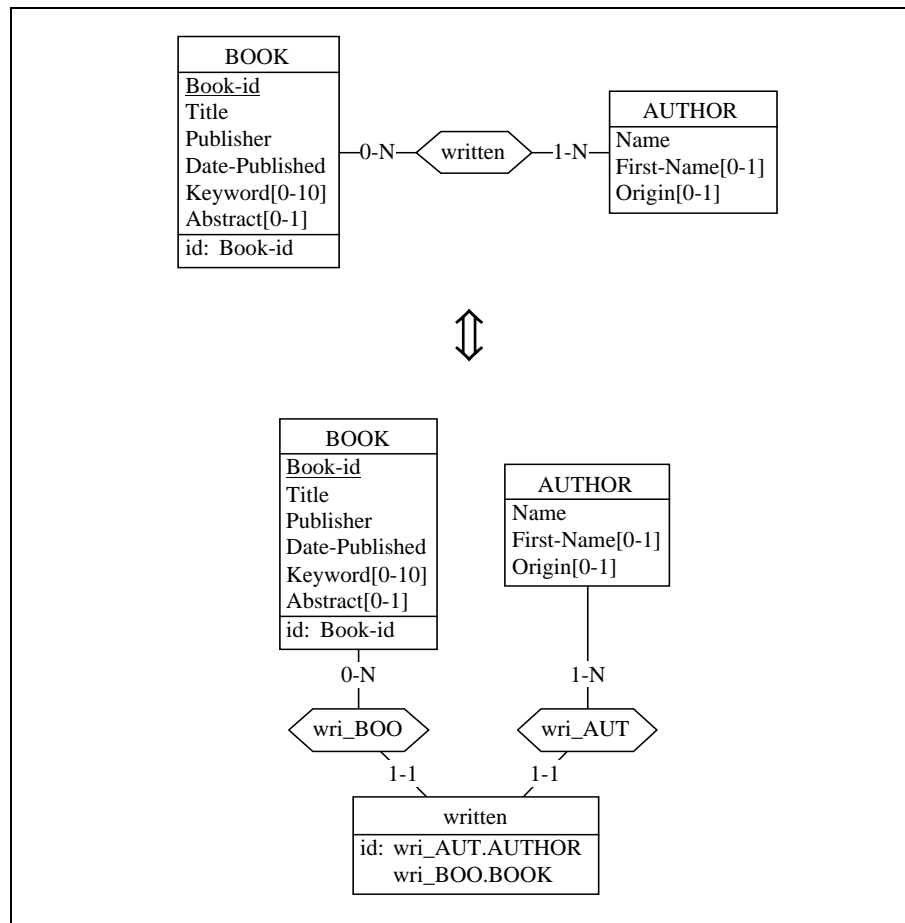 BOOK
Book-id
Title
Publisher
Date-Published
Keyword[0-10]
Abstract[0-1]
id: Book-id
0-N
written
1-N
AUTHOR
Name
First-Name[0-1]
Origin[0-1]
BOOK
Book-id
Title
Publisher
Date-Published
Keyword[0-10]
Abstract[0-1]
id: Book-id
AUTHOR
Name
First-Name[0-1]
Origin[0-1]
0-N
1-N
wri_BOO
wri_AUT
1-1
1-1
written
id: wri_AUT.AUTHOR
wri_BOO.BOOK